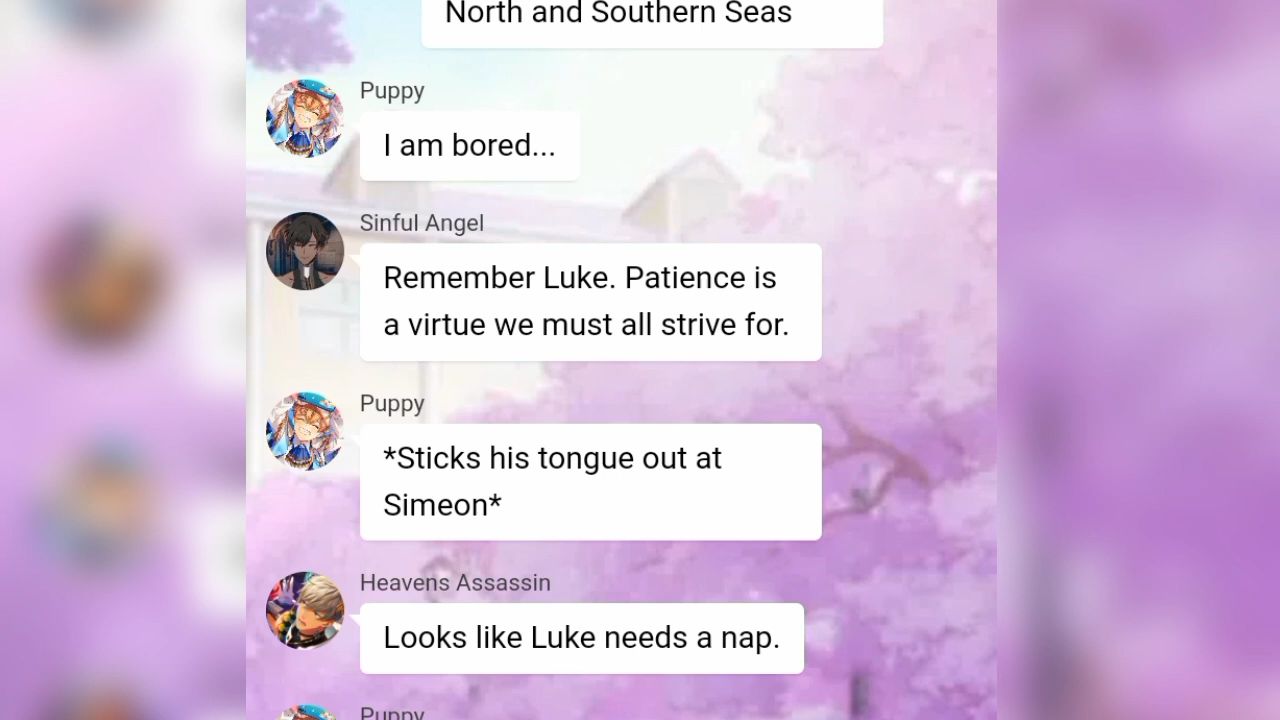 North and Southern Seas
Puppy
I am bored...
Sinful Angel
Remember Luke. Patience is
a virtue we must all strive for.
Puppy
*Sticks his tongue out at
Simeon*
Heavens Assassin
Looks like Luke needs a nap.
Puppy